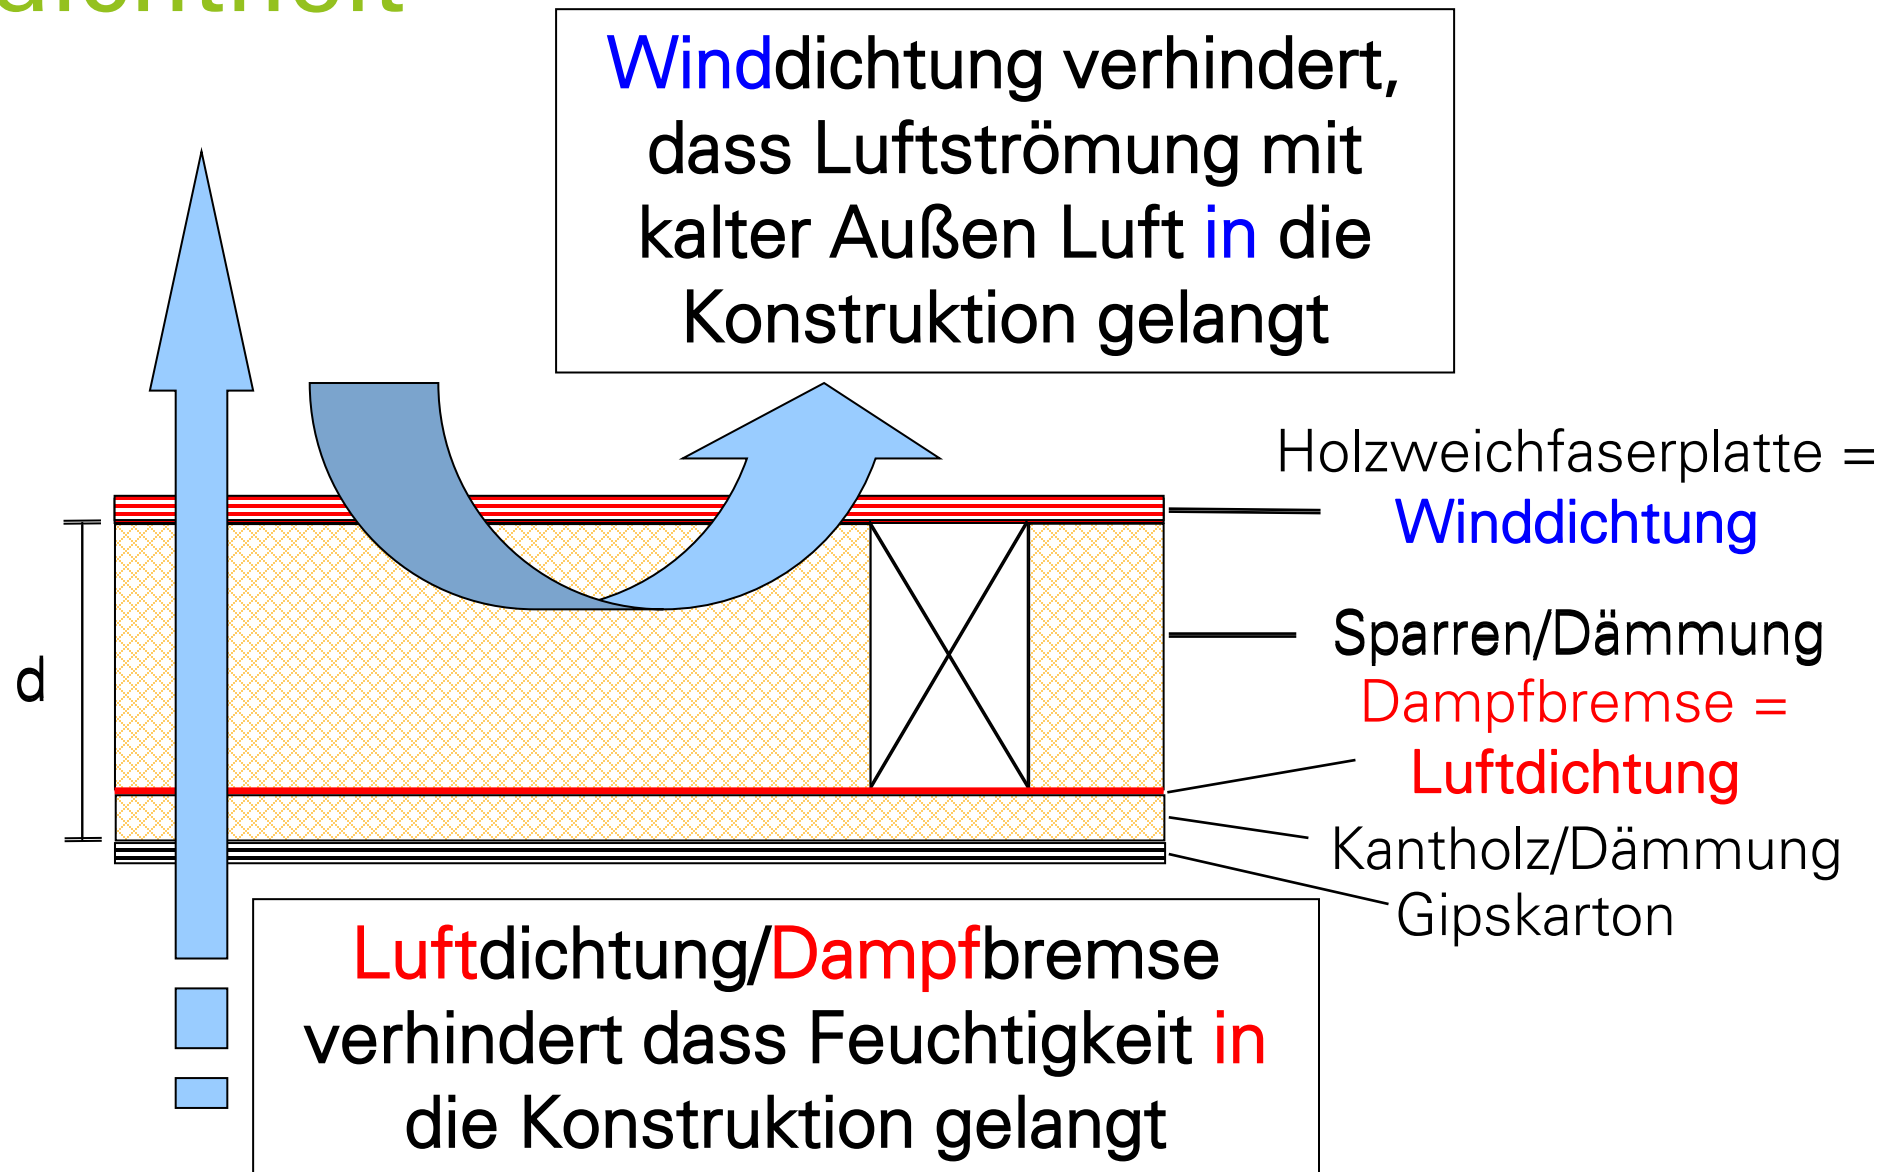 Winddichtung verhindert,
dass Luftströmung mit
kalter Außen Luft in die
Konstruktion gelangt
Holzweichfaserplatte =
Winddichtung
Sparren/Dämmung
d
Dampfbremse =
Luftdichtung
Kantholz/Dämmung
Gipskarton
Luftdichtung/Dampfbremse
verhindert dass Feuchtigkeit in
die Konstruktion gelangt